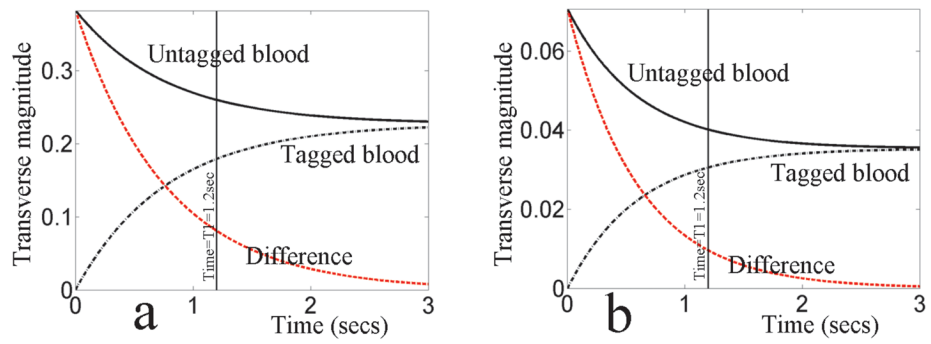 Transverse magnitude
0.3
0.2
0.1
0
Untagged blood
Tagged blood
Difference
Time=T1=1.2sec
0 1 2 3
Time (secs)
a
Transverse magnitude
0.06
0.04
0.02
0
Untagged blood
Tagged blood
Difference
Time=T1=1.2sec
0 1 2 3
Time (secs)
b